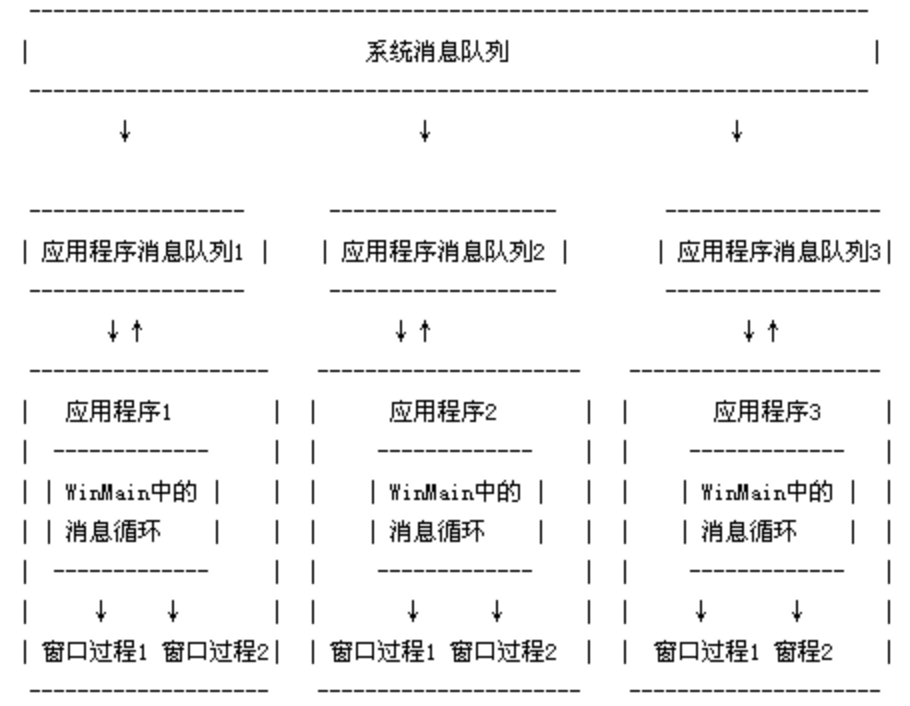 系统消息队列
应用程序消息队列1 应用程序消息队列2 应用程序消息队列3
应用程序1 应用程序2 应用程序3
WinMain中的 WinMain中的 WinMain中的
消息循环 消息循环 消息循环
窗口过程1 窗口过程2 窗口过程1 窗口过程2 窗口过程1 窗程2